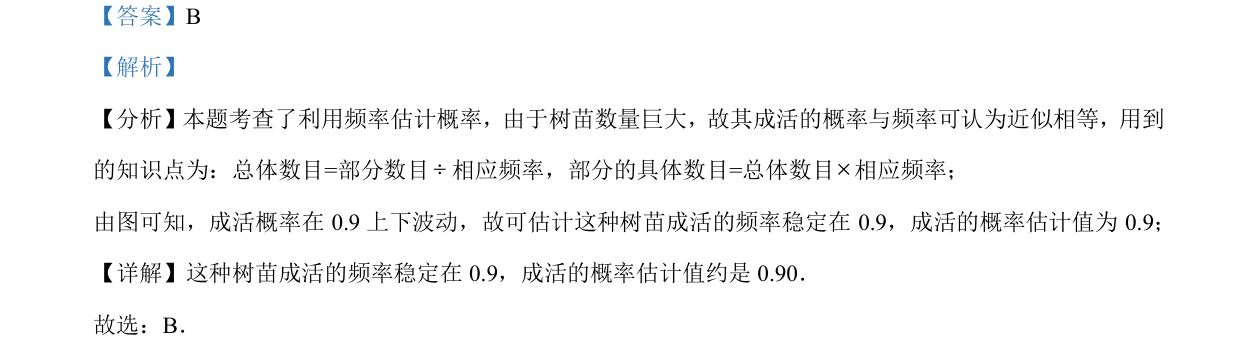 【答案】B
【解析】
【分析】本题考查了利用频率估计概率，由于树苗数量巨大，故其成活的概率与频率可认为近似相等，用到
的知识点为：总体数目=部分数目÷相应频率，部分的具体数目=总体数目×相应频率；
由图可知，成活概率在 0.9 上下波动，故可估计这种树苗成活的频率稳定在 0.9，成活的概率估计值为 0.9；
【详解】这种树苗成活的频率稳定在 0.9，成活的概率估计值约是 0.90．
故选：B．